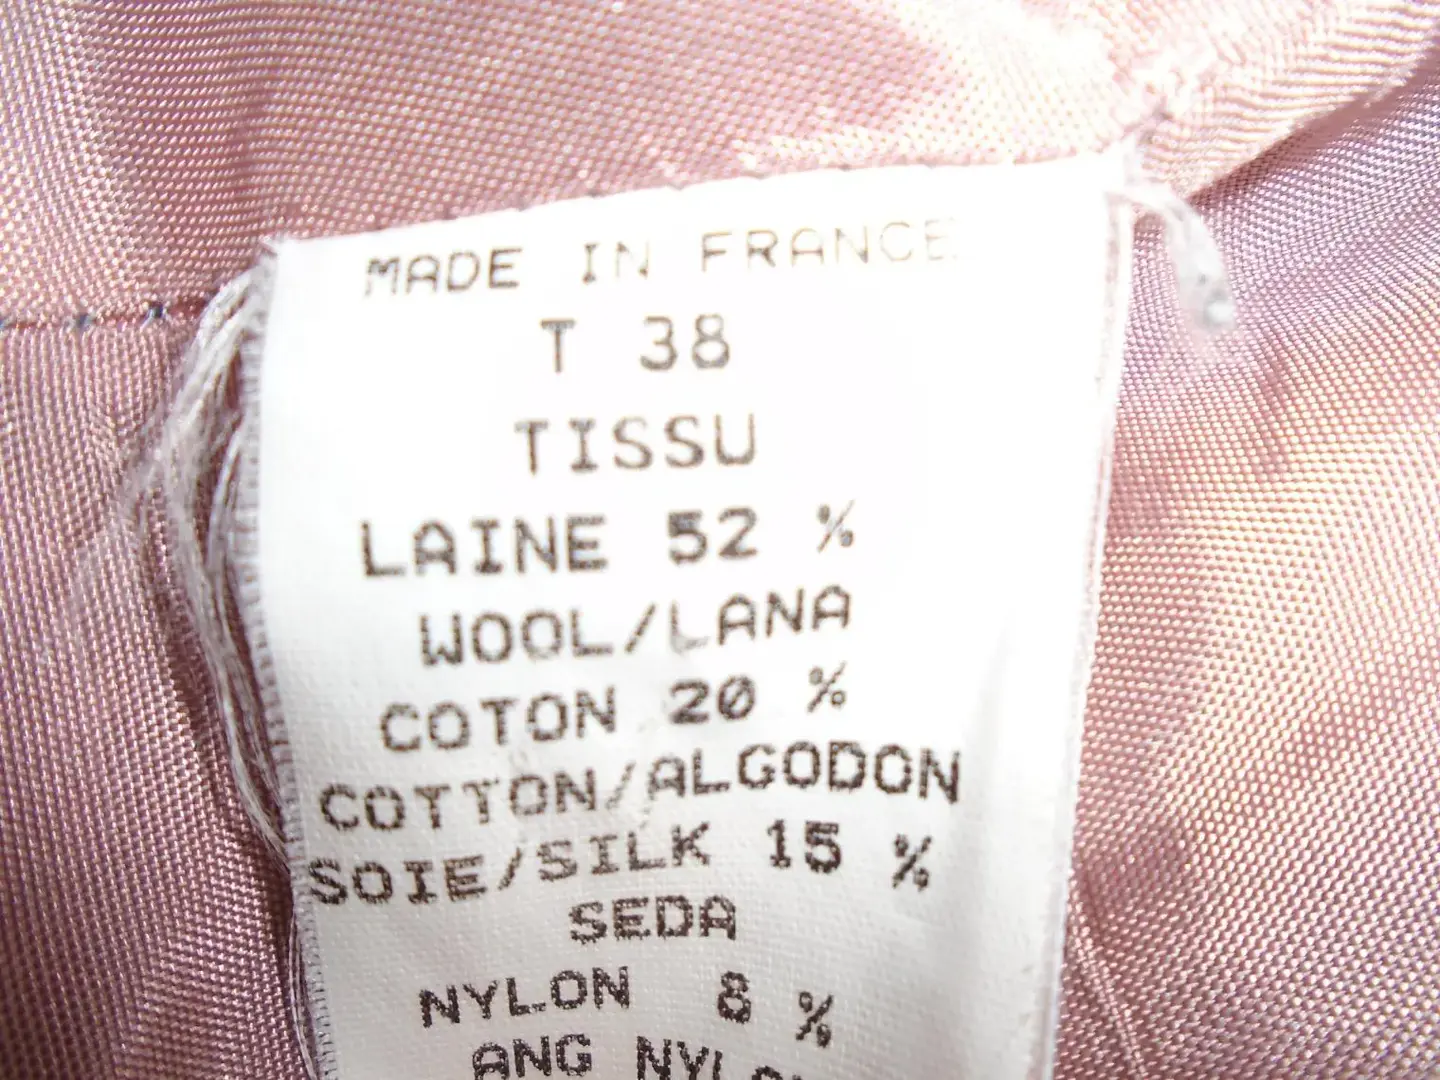 MADE IN FRANCE
T 38
TISSU
LAINE 52 %
WOOL/LANA
COTON 20 %
COTTON/ALGODON
SOIE/SILK 15 %
SEDA
NYLON 8 %
ANG